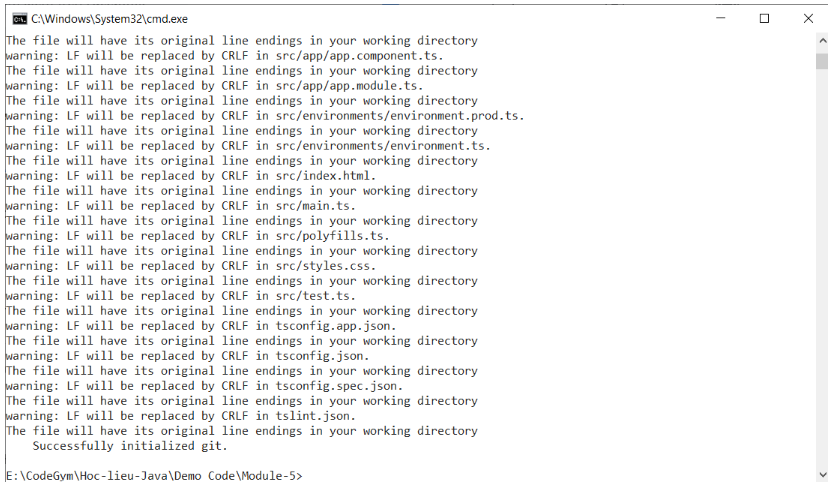 C:\Windows\System32\cmd.exe
The file will have its original line endings in your working directory
warning: LF will be replaced by CRLF in src/app/app.component.ts.
The file will have its original line endings in your working directory
warning: LF will be replaced by CRLF in src/app/app.module.ts.
The file will have its original line endings in your working directory
warning: LF will be replaced by CRLF in src/environments/environment.prod.ts.
The file will have its original line endings in your working directory
warning: LF will be replaced by CRLF in src/environments/environment.ts.
The file will have its original line endings in your working directory
warning: LF will be replaced by CRLF in src/index.html.
The file will have its original line endings in your working directory
warning: LF will be replaced by CRLF in src/main.ts.
The file will have its original line endings in your working directory
warning: LF will be replaced by CRLF in src/polyfills.ts.
The file will have its original line endings in your working directory
warning: LF will be replaced by CRLF in src/styles.css.
The file will have its original line endings in your working directory
warning: LF will be replaced by CRLF in src/test.ts.
The file will have its original line endings in your working directory
warning: LF will be replaced by CRLF in tsconfig.app.json.
The file will have its original line endings in your working directory
warning: LF will be replaced by CRLF in tsconfig.json.
The file will have its original line endings in your working directory
warning: LF will be replaced by CRLF in tsconfig.spec.json.
The file will have its original line endings in your working directory
warning: LF will be replaced by CRLF in tslint.json.
The file will have its original line endings in your working directory
    Successfully initialized git.
E:\CodeGym\Hoc-lieu-Java\Demo Code\Module-5>